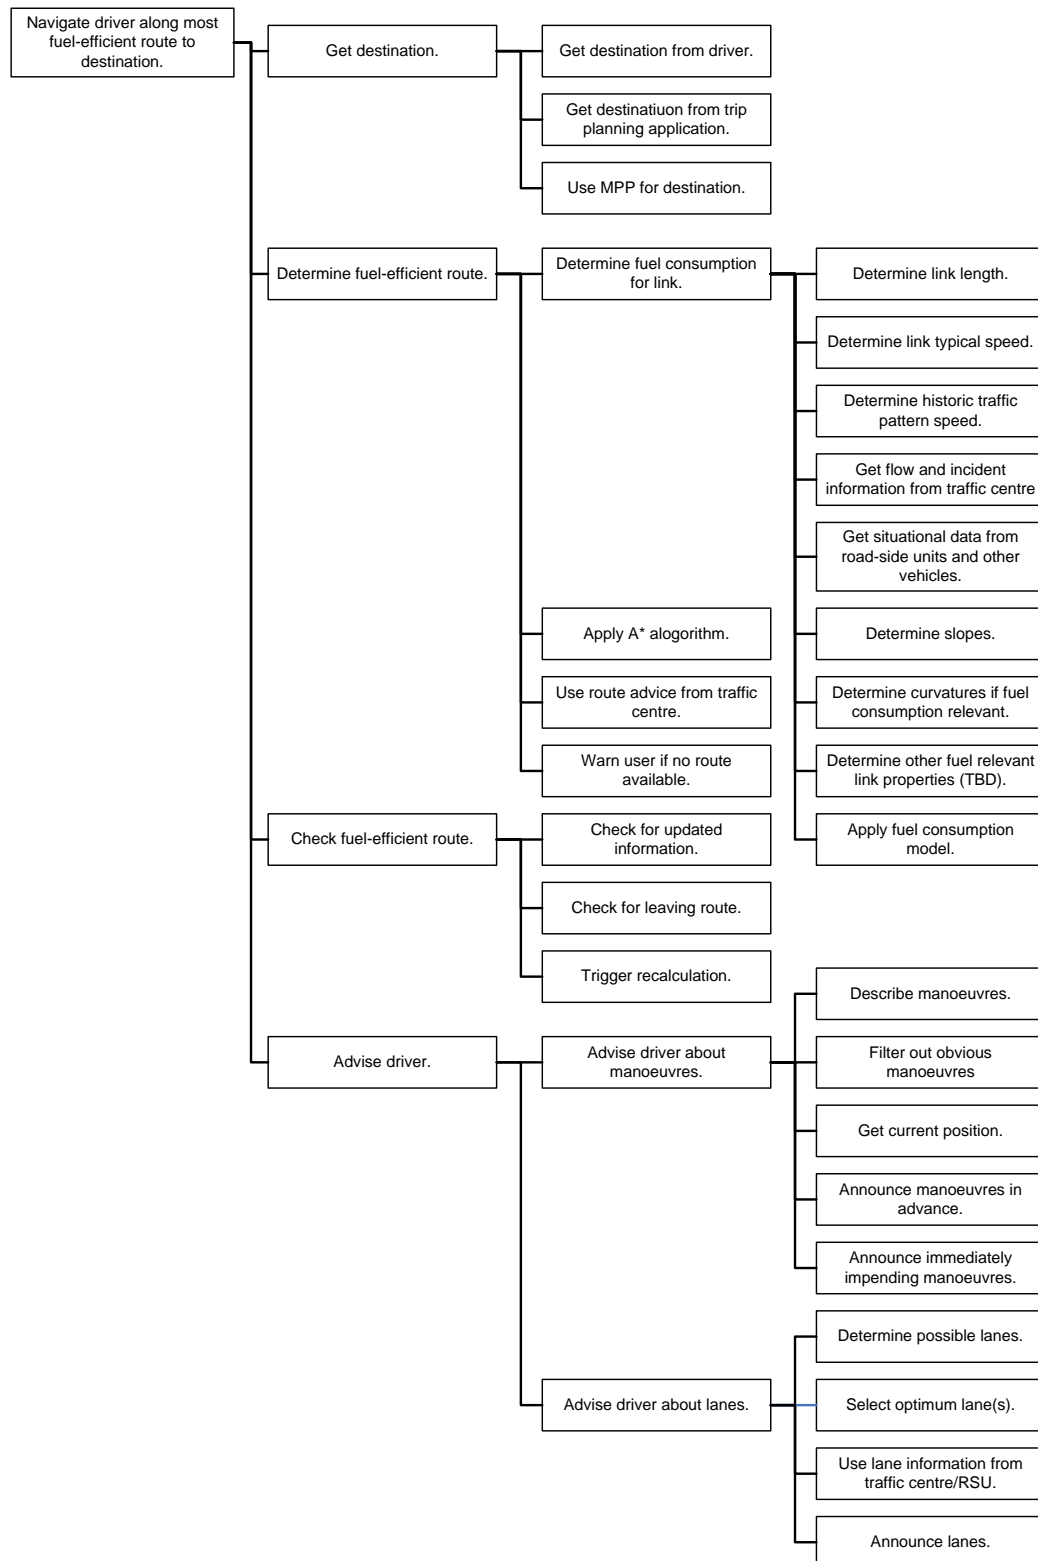 Navigate driver along most
fuel-efficient route to
destination.
Get destination.
Get destination from driver.
Get destinatiuon from trip
planning application.
Use MPP for destination.
Determine fuel-efficient route.
Determine fuel consumption
for link.
Determine link length.
Determine link typical speed.
Determine historic traffic
pattern speed.
Get flow and incident
information from traffic centre
Get situational data from
road-side units and other
vehicles.
Determine slopes.
Determine curvatures if fuel
consumption relevant.
Determine other fuel relevant
link properties (TBD).
Apply fuel consumption
model.
Apply A* alogorithm.
Use route advice from traffic
centre.
Warn user if no route
available.
Check fuel-efficient route.
Check for updated
information.
Check for leaving route.
Trigger recalculation.
Advise driver.
Advise driver about
manoeuvres.
Describe manoeuvres.
Filter out obvious
manoeuvres
Get current position.
Announce manoeuvres in
advance.
Announce immediately
impending manoeuvres.
Advise driver about lanes.
Determine possible lanes.
Select optimum lane(s).
Use lane information from
traffic centre/RSU.
Announce lanes.